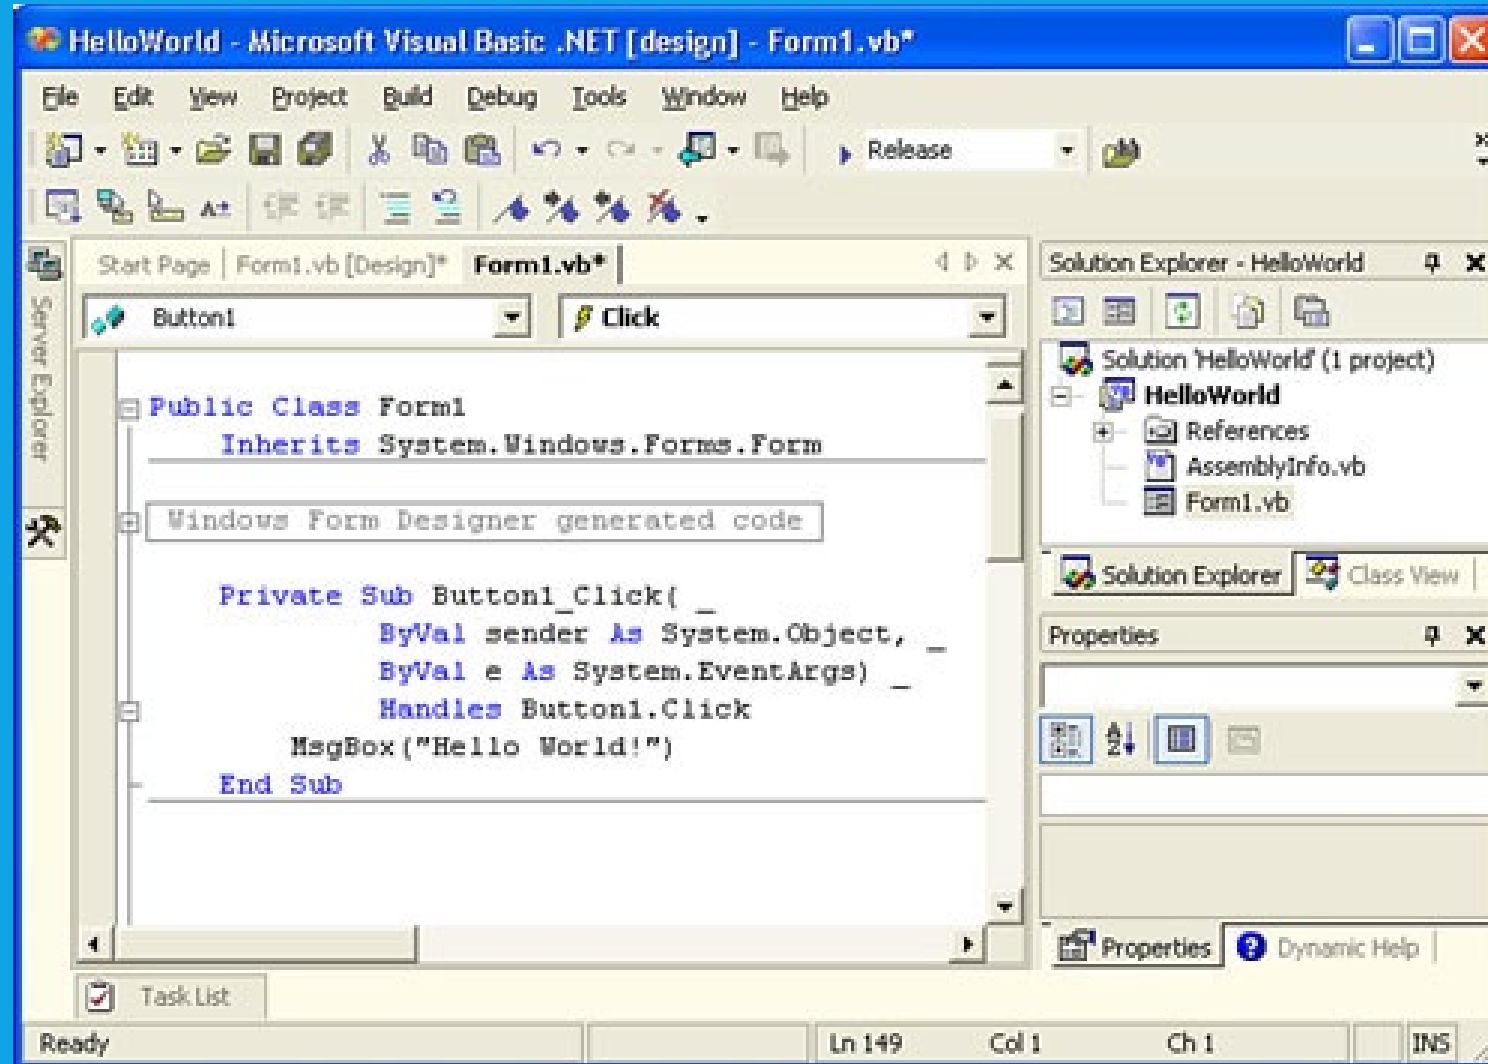 HelloWorld - Microsoft Visual Basic .NET [design] - Form1.vb*
File Edit View Project Build Debug Tools Window Help
Release
Server Explorer
Start Page Form1.vb [Design]* Form1.vb*
Button1 Click
Public Class Form1
Inherits System.Windows.Forms.Form
Windows Form Designer generated code
Private Sub Button1_Click( _
ByVal sender As System.Object, _
ByVal e As System.EventArgs) _
Handles Button1.Click
MsgBox("Hello World!")
End Sub
Solution Explorer - HelloWorld
Solution 'HelloWorld' (1 project)
HelloWorld
References
AssemblyInfo.vb
Form1.vb
Solution Explorer Class View
Properties
Properties Dynamic Help
Task List
Ready Ln 149 Col 1 Ch 1 INS